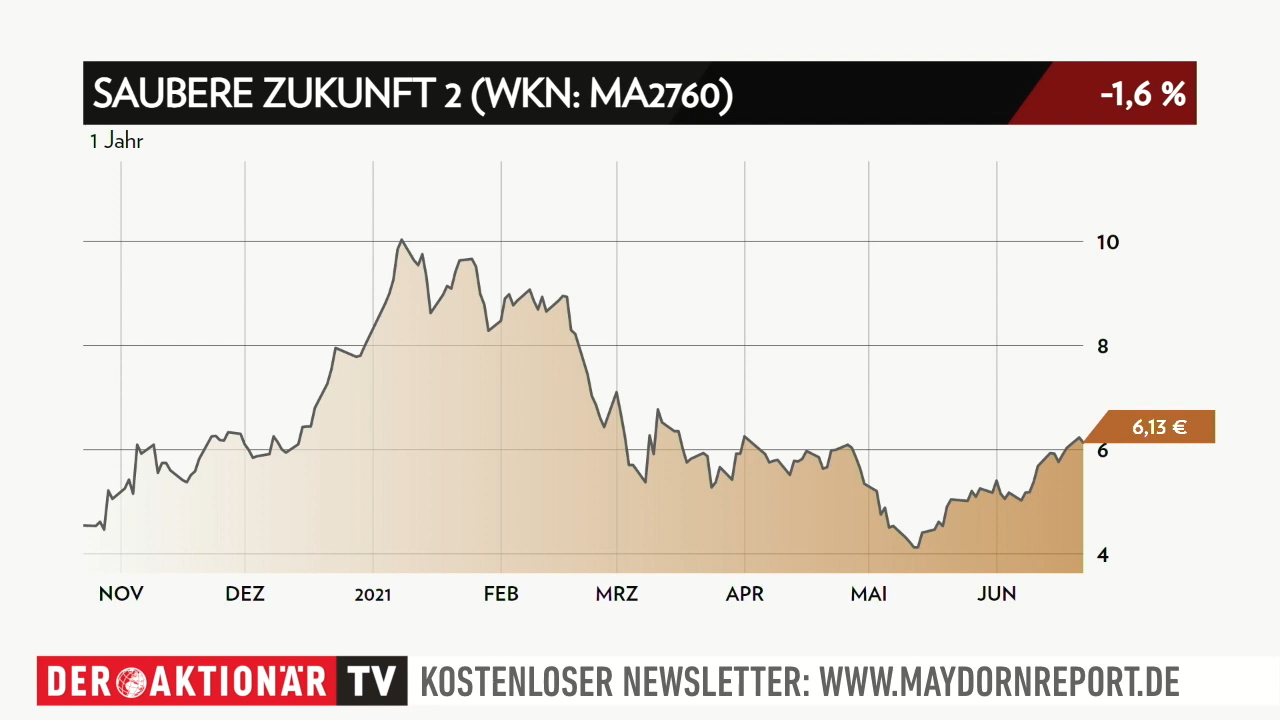 SAUBERE ZUKUNFT 2 (WKN: MA2760)
-1,6 %
1 Jahr
10
8
6,13 €
6
4
NOV DEZ 2021 FEB MRZ APR MAI JUN
DER AKTIONÄR TV KOSTENLOSER NEWSLETTER: WWW.MAYDORNREPORT.DE